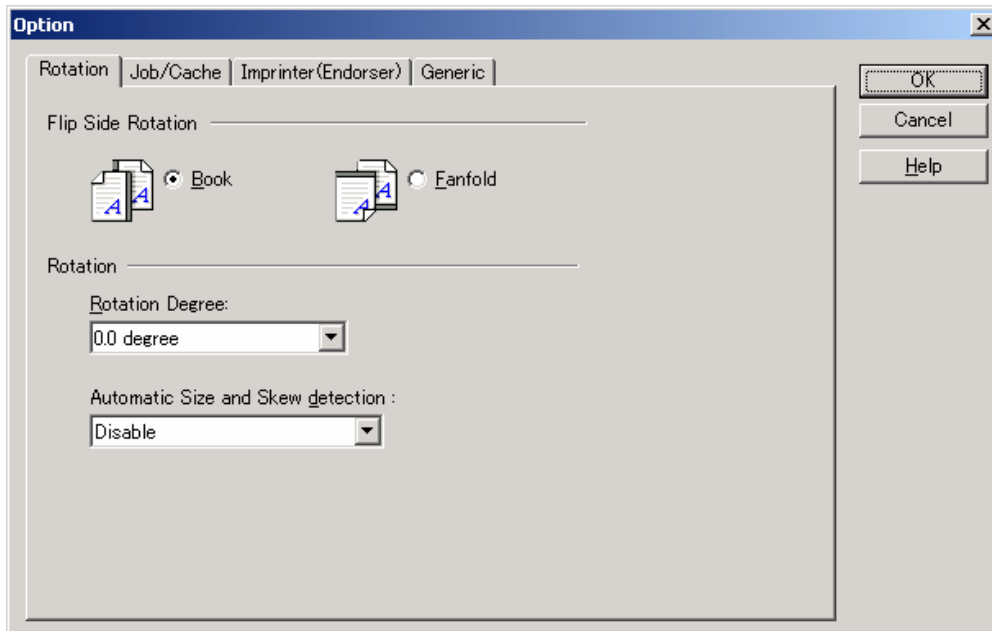 Option
Rotation Job/Cache Imprinter(Endorser) Generic
OK
Cancel
Help
Flip Side Rotation
Book Fanfold
Rotation
Rotation Degree:
0.0 degree
Automatic Size and Skew detection :
Disable